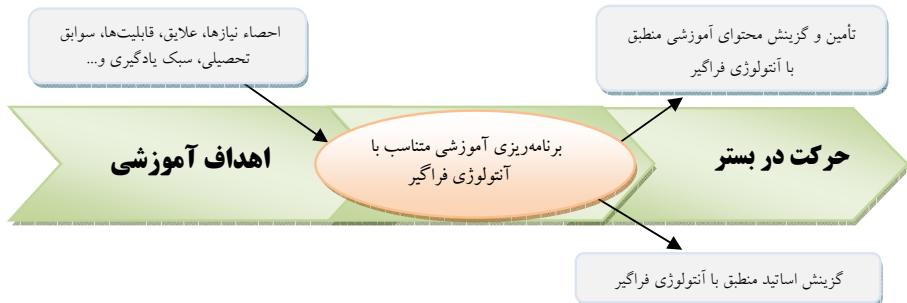 احصاء نیازها، علایق، قابلیت‌ها، سوابق
تحصیلی، سبک یادگیری و...
تأمین و گزینش محتوای آموزشی منطبق
با آنتولوژی فراگیر
اهداف آموزشی
برنامه‌ریزی آموزشی متناسب با
آنتولوژی فراگیر
حرکت در بستر
گزینش اساتید منطبق با آنتولوژی فراگیر